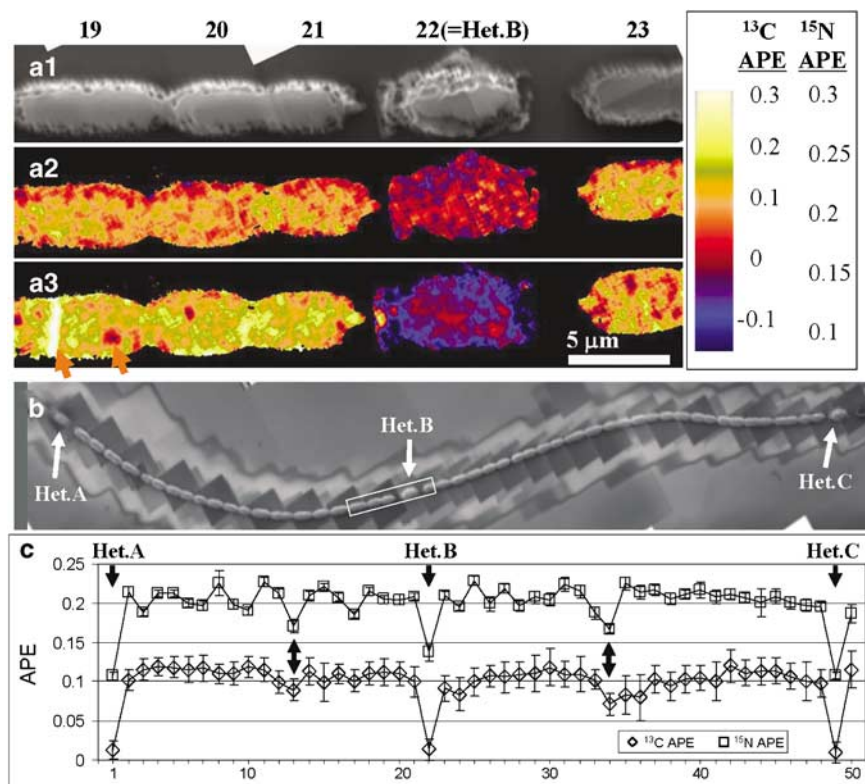 19 20 21 22(=Het.B) 23
a1
a2
a3
5 µm
¹³C ¹⁵N
APE APE
0.3 0.3
0.2 0.25
0.1 0.2
0 0.15
-0.1 0.1
b
Het.A
Het.B
Het.C
c
Het.A Het.B Het.C
0.25
0.2
0.15
0.1
0.05
0
APE
1 10 20 30 40 50
¹³C APE ¹⁵N APE